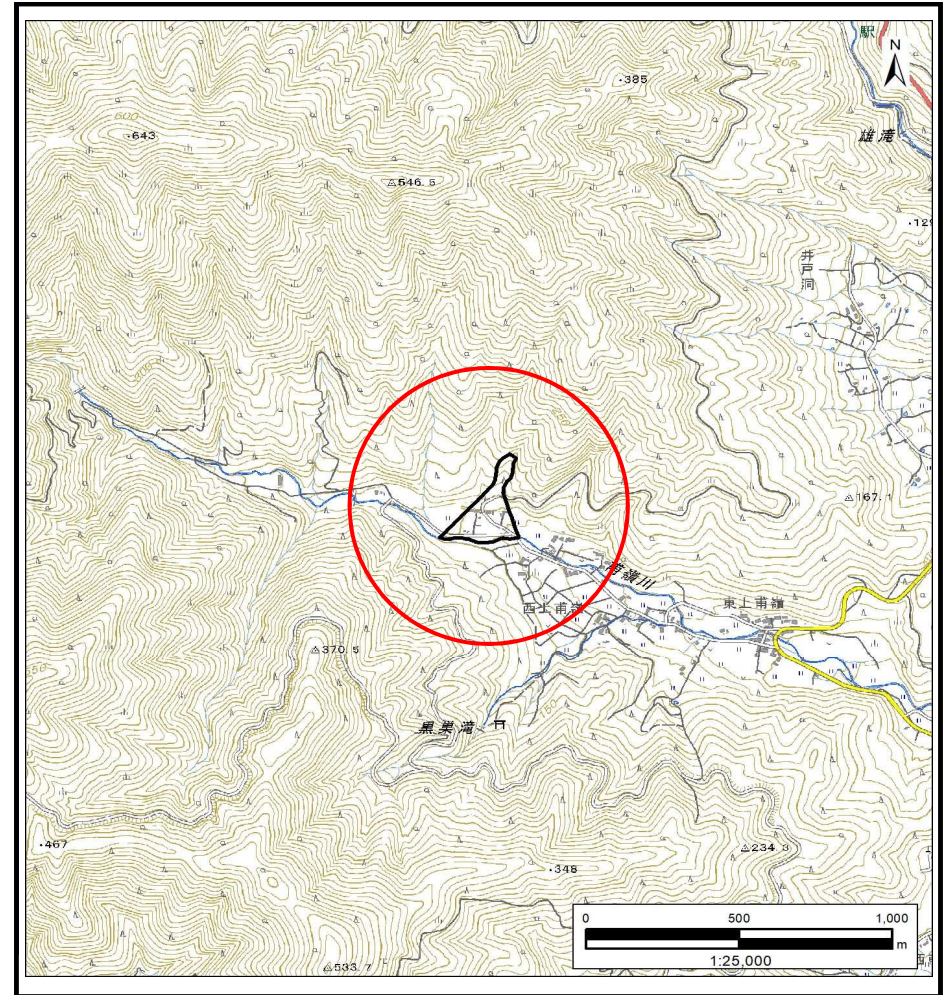 駅
N
200
・385
600
・643
雄滝
△546.5
・129
井戸洞
△167.1
甫嶺川
西上甫嶺
東上甫嶺
△370.5
黒巣滝
・467
△234.3
・348
0 500 1,000
m
1:25,000
△533.7